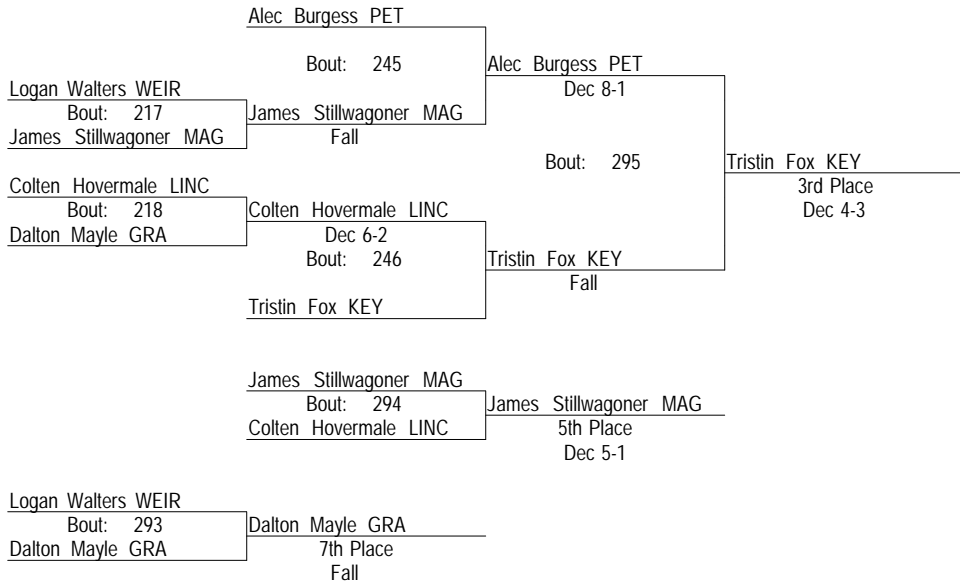 Alec Burgess PET
Bout: 245
Alec Burgess PET
Dec 8-1
Logan Walters WEIR
Bout: 217
James Stillwagoner MAG
James Stillwagoner MAG
Fall
Bout: 295
Tristin Fox KEY
3rd Place
Dec 4-3
Colten Hovermale LINC
Bout: 218
Dalton Mayle GRA
Colten Hovermale LINC
Dec 6-2
Bout: 246
Tristin Fox KEY
Fall
Tristin Fox KEY
James Stillwagoner MAG
Bout: 294
Colten Hovermale LINC
James Stillwagoner MAG
5th Place
Dec 5-1
Logan Walters WEIR
Bout: 293
Dalton Mayle GRA
Dalton Mayle GRA
7th Place
Fall